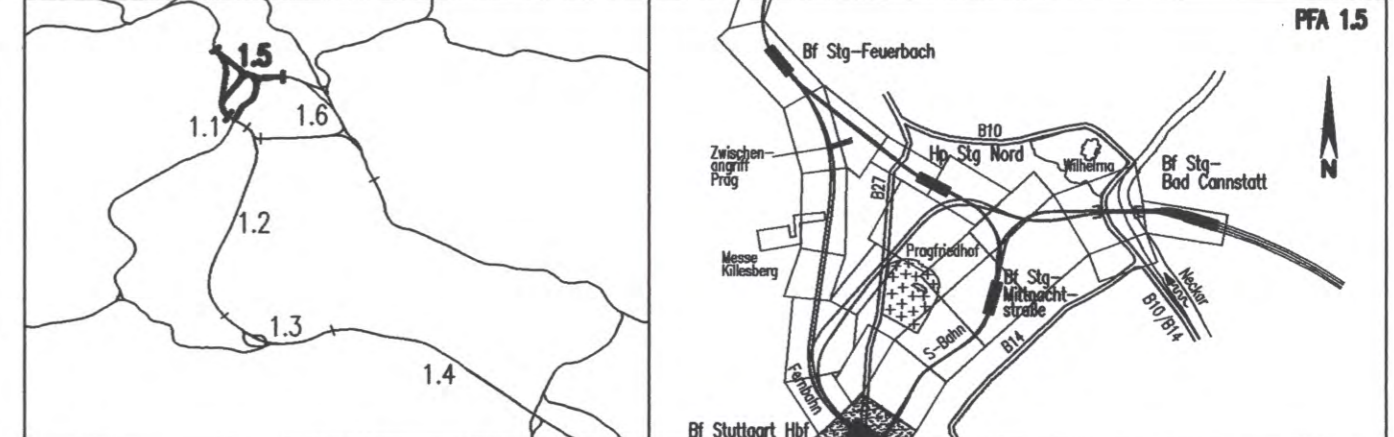 1.5
1.6
1.1
1.2
1.3
1.4
PFA 1.5
Bf Stg-Feuerbach
B10
Zwischen-
angriff
Prag
Hp Stg Nord
Wilhelma
Bf Stg-
Bad Cannstatt
N
B27
Messe
Killesberg
Pragfriedhof
Bf Stg-
Mittnacht-
straße
Neckar
B10/B14
S-Bahn
B14
Fernbahn
Bf Stuttgart Hbf